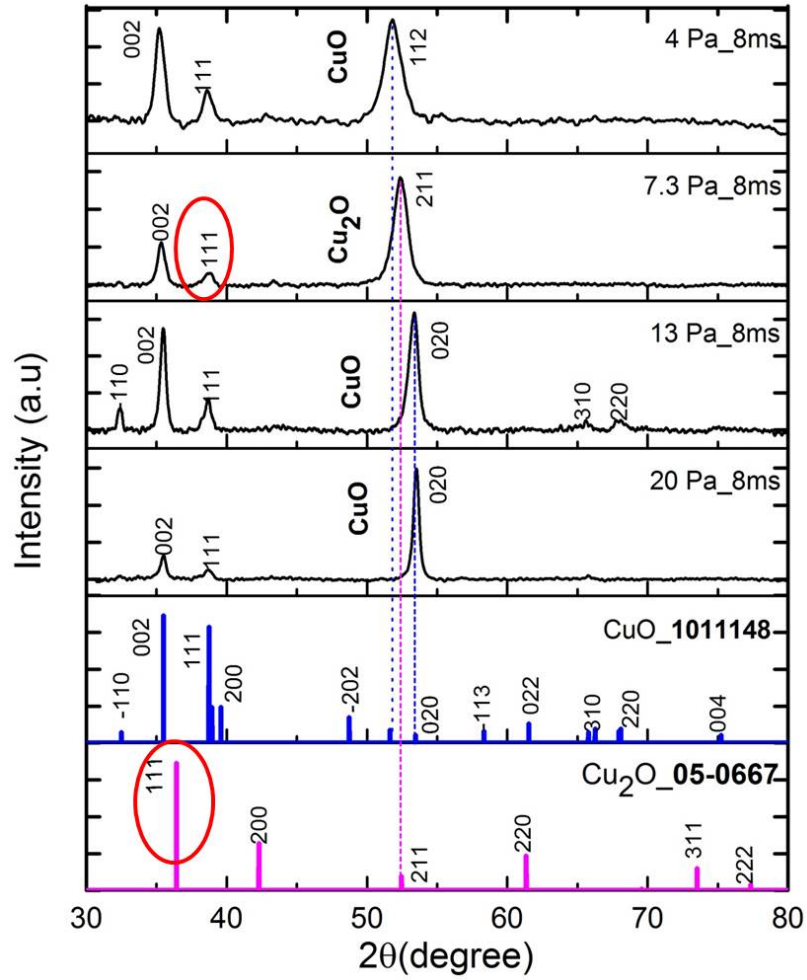 002
111
CuO
112
4 Pa_8ms
002
111
Cu₂O
211
7.3 Pa_8ms
110
002
111
CuO
020
310
220
13 Pa_8ms
002
111
CuO
020
20 Pa_8ms
-110
002
111
200
-202
020
-113
022
310
220
004
CuO_1011148
111
200
211
220
311
222
Cu₂O_05-0667
30 40 50 60 70 80
2θ(degree)
Intensity (a.u)